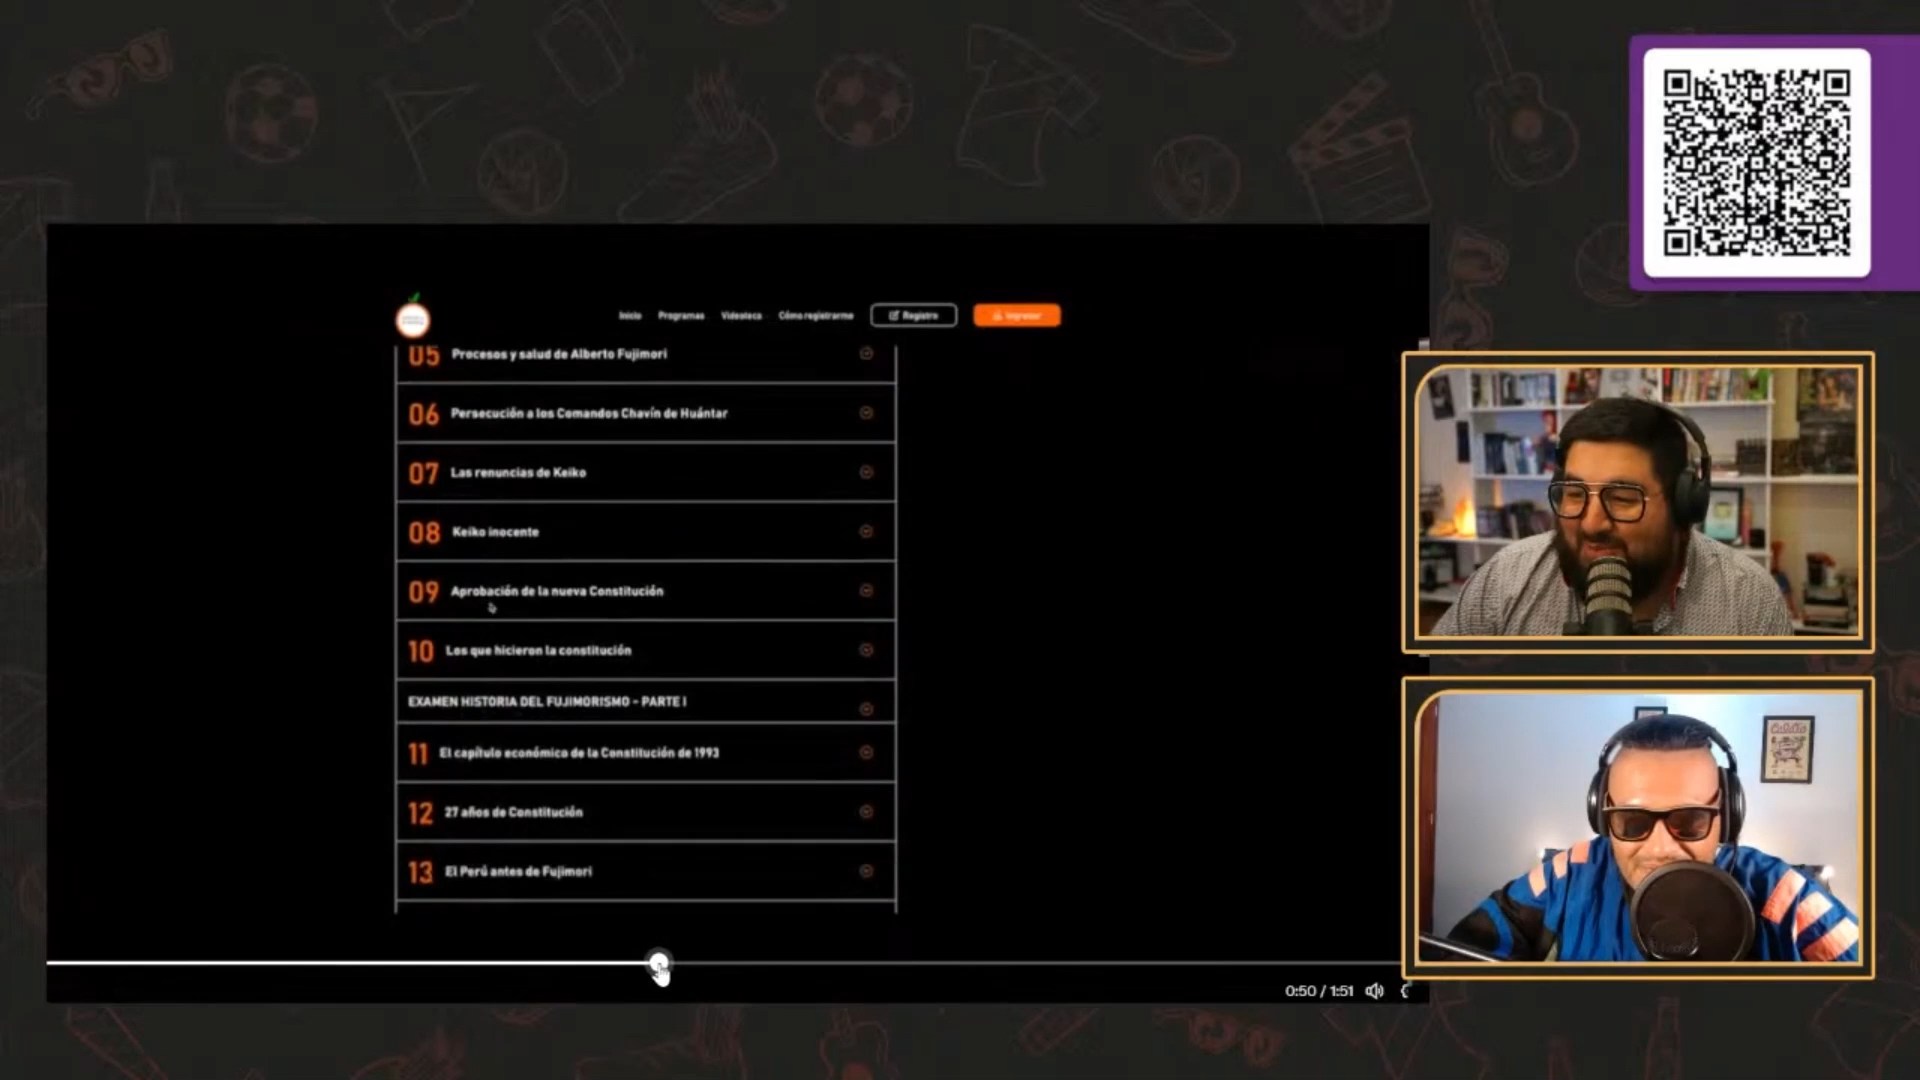 Inicio Programas Videoteca Cómo registrarme Registro Ingresar
05 Procesos y salud de Alberto Fujimori
06 Persecución a los Comandos Chavín de Huántar
07 Las renuncias de Keiko
08 Keiko inocente
09 Aprobación de la nueva Constitución
10 Los que hicieron la constitución
EXAMEN HISTORIA DEL FUJIMORISMO - PARTE I
11 El capítulo económico de la Constitución de 1993
12 27 años de Constitución
13 El Perú antes de Fujimori
0:50 / 1:51